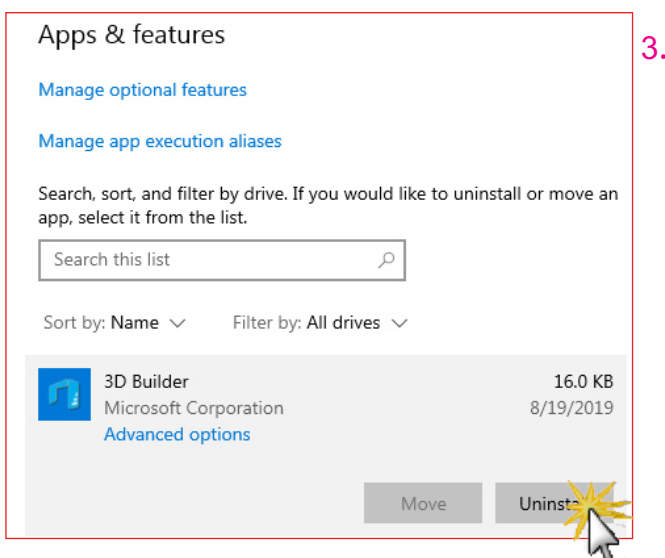 Apps & features
3.
Manage optional features
Manage app execution aliases
Search, sort, and filter by drive. If you would like to uninstall or move an
app, select it from the list.
Search this list
Sort by: Name Filter by: All drives
3D Builder 16.0 KB
Microsoft Corporation 8/19/2019
Advanced options
Move